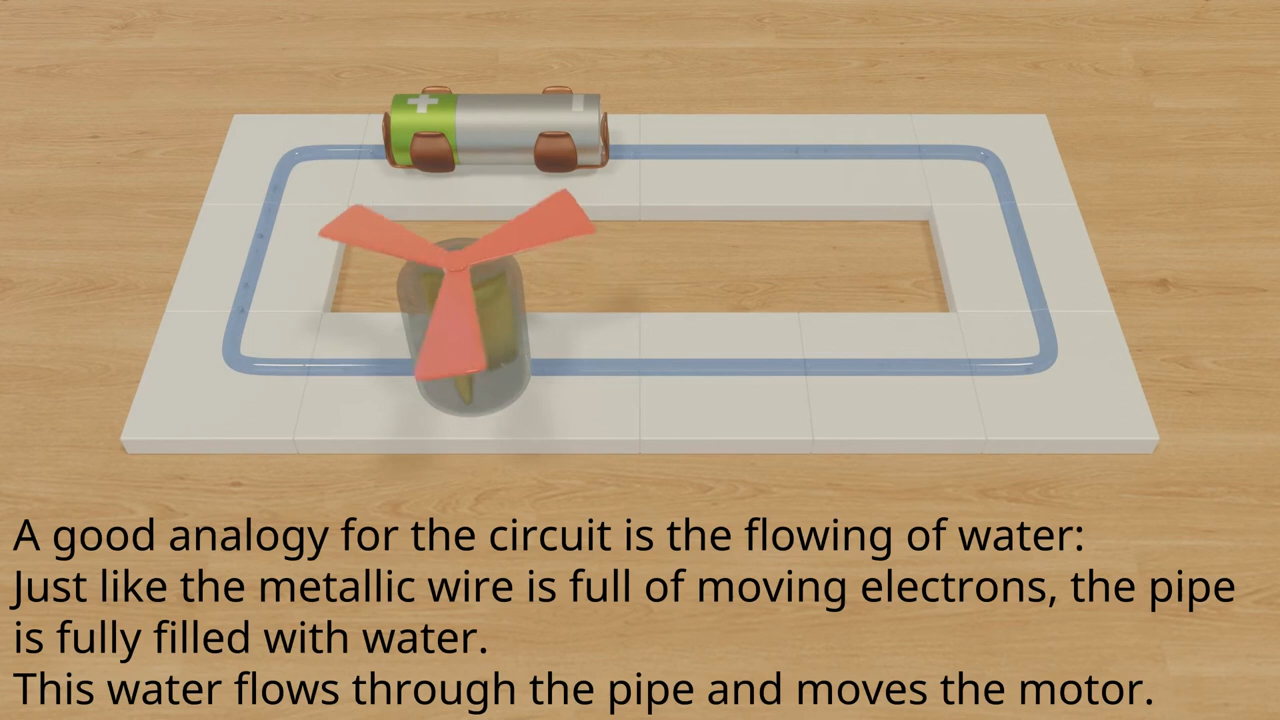 A good analogy for the circuit is the flowing of water:
Just like the metallic wire is full of moving electrons, the pipe
is fully filled with water.
This water flows through the pipe and moves the motor.